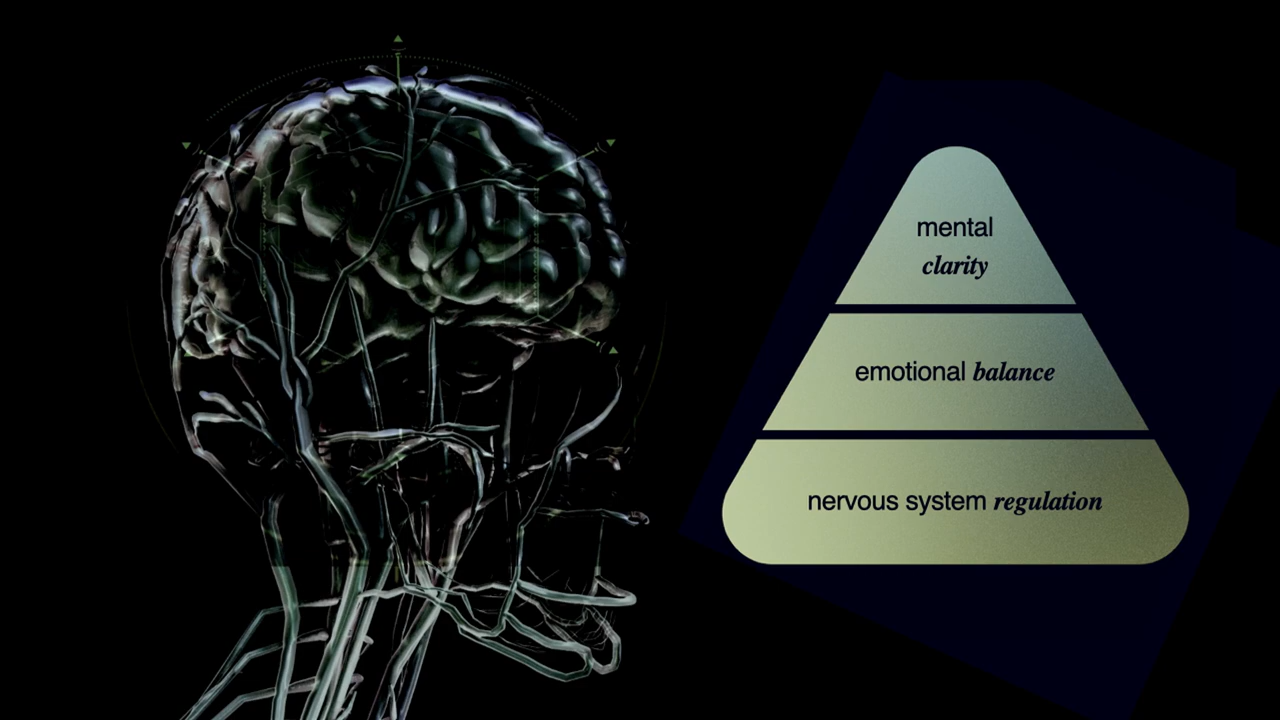 mental
clarity
emotional balance
nervous system regulation